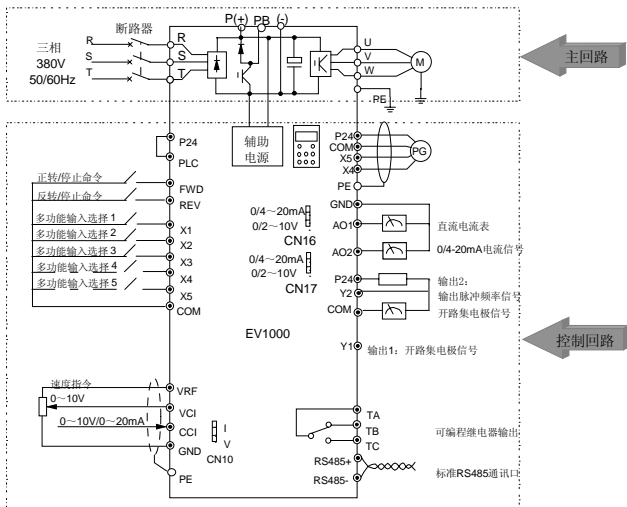 断路器
P(+) PB (-)
三相
380V
50/60Hz
R
S
T
R
S
T
U
V
W
M
PE
主回路
辅助
电源
P24
PLC
正转/停止命令
FWD
反转/停止命令
REV
多功能输入选择1
X1
多功能输入选择2
X2
多功能输入选择3
X3
多功能输入选择4
X4
多功能输入选择5
X5
COM
P24
COM
X5
X4
PG
PE
GND
0/4～20mA
0/2～10V
CN16
0/4～20mA
0/2～10V
CN17
AO1
直流电流表
AO2
0/4-20mA电流信号
P24
输出2:
Y2
输出脉冲频率信号
COM
开路集电极信号
EV1000
Y1
输出1：开路集电极信号
控制回路
速度指令
VRF
0～10V
VCI
0～10V/0～20mA
CCI
GND
I
V
CN10
PE
TA
TB
TC
可编程继电器输出
RS485+
RS485-
标准RS485通讯口